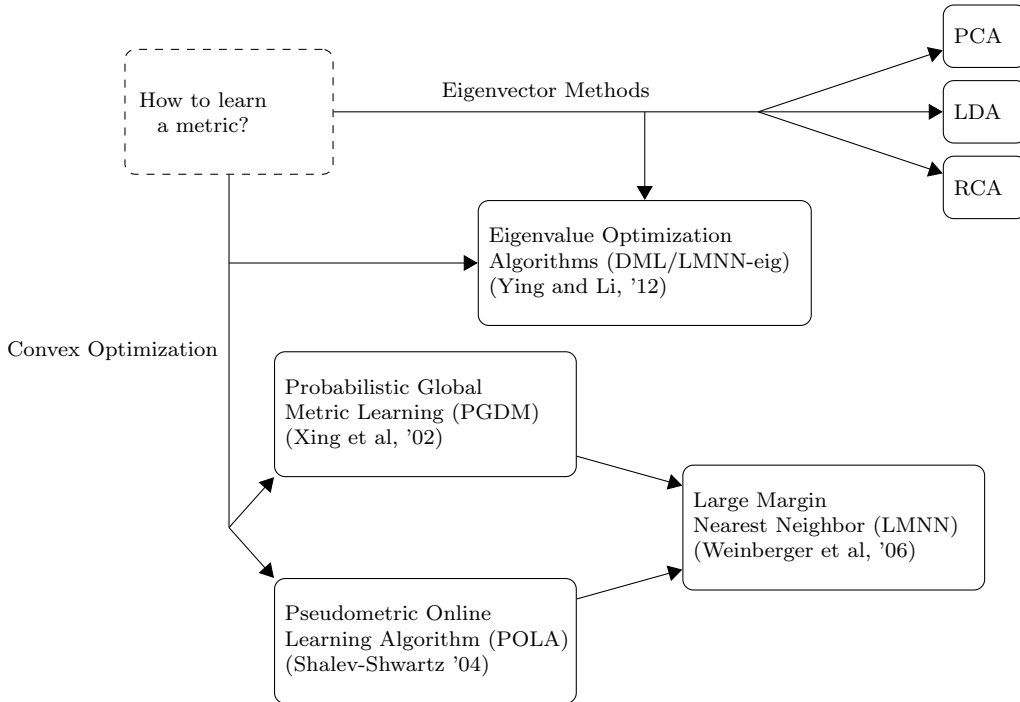 PCA
How to learn
a metric?
Eigenvector Methods
LDA
RCA
Eigenvalue Optimization
Algorithms (DML/LMNN-eig)
(Ying and Li, '12)
Convex Optimization
Probabilistic Global
Metric Learning (PGDM)
(Xing et al, '02)
Large Margin
Nearest Neighbor (LMNN)
(Weinberger et al, '06)
Pseudometric Online
Learning Algorithm (POLA)
(Shalev-Shwartz '04)